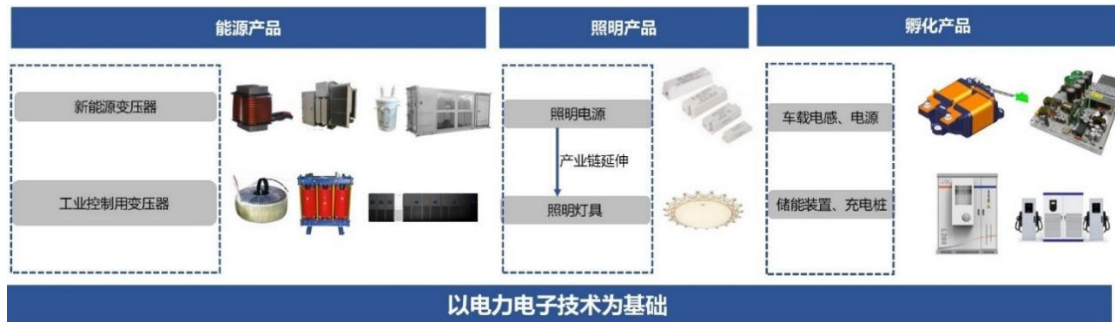 能源产品
照明产品
孵化产品
新能源变压器
工业控制用变压器
照明电源
产业链延伸
照明灯具
车载电感、电源
储能装置、充电桩
以电力电子技术为基础